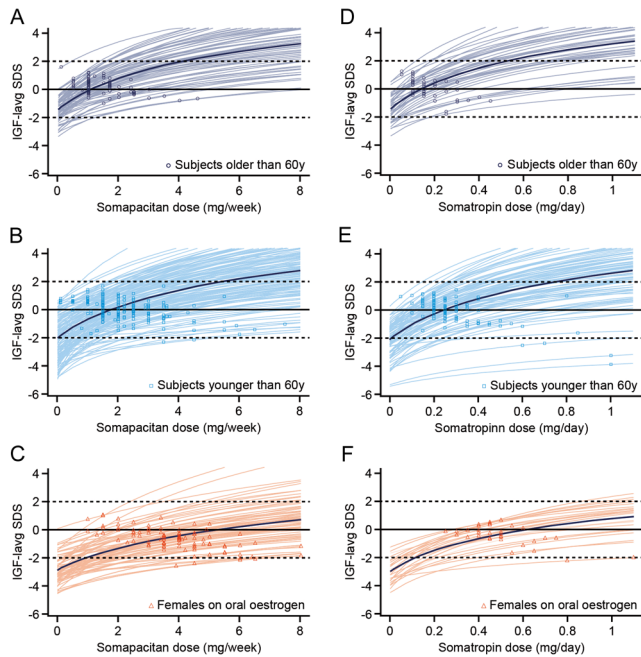 A
IGF-Iavg SDS
4
2
0
-2
-4
-6
Subjects older than 60y
0 2 4 6 8
Somapacitan dose (mg/week)
D
IGF-Iavg SDS
4
2
0
-2
-4
-6
Subjects older than 60y
0 0.2 0.4 0.6 0.8 1
Somatropin dose (mg/day)
B
IGF-Iavg SDS
4
2
0
-2
-4
-6
Subjects younger than 60y
0 2 4 6 8
Somapacitan dose (mg/week)
E
IGF-Iavg SDS
4
2
0
-2
-4
-6
Subjects younger than 60y
0 0.2 0.4 0.6 0.8 1
Somatropinn dose (mg/day)
C
IGF-Iavg SDS
4
2
0
-2
-4
-6
Females on oral oestrogen
0 2 4 6 8
Somapacitan dose (mg/week)
F
IGF-Iavg SDS
4
2
0
-2
-4
-6
Females on oral oestrogen
0 0.2 0.4 0.6 0.8 1
Somatropin dose (mg/day)